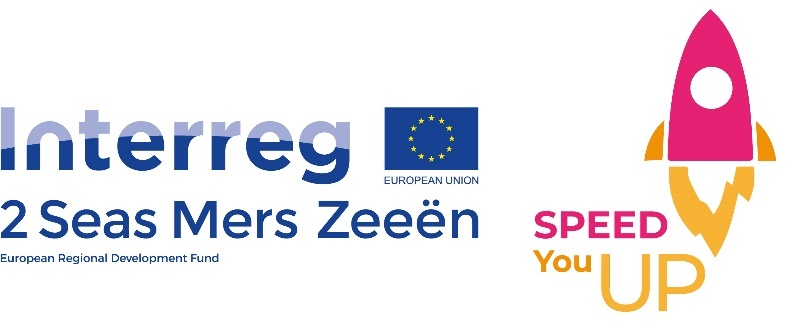 Interreg
EUROPEAN UNION
2 Seas Mers Zeeën
European Regional Development Fund
SPEED
You UP